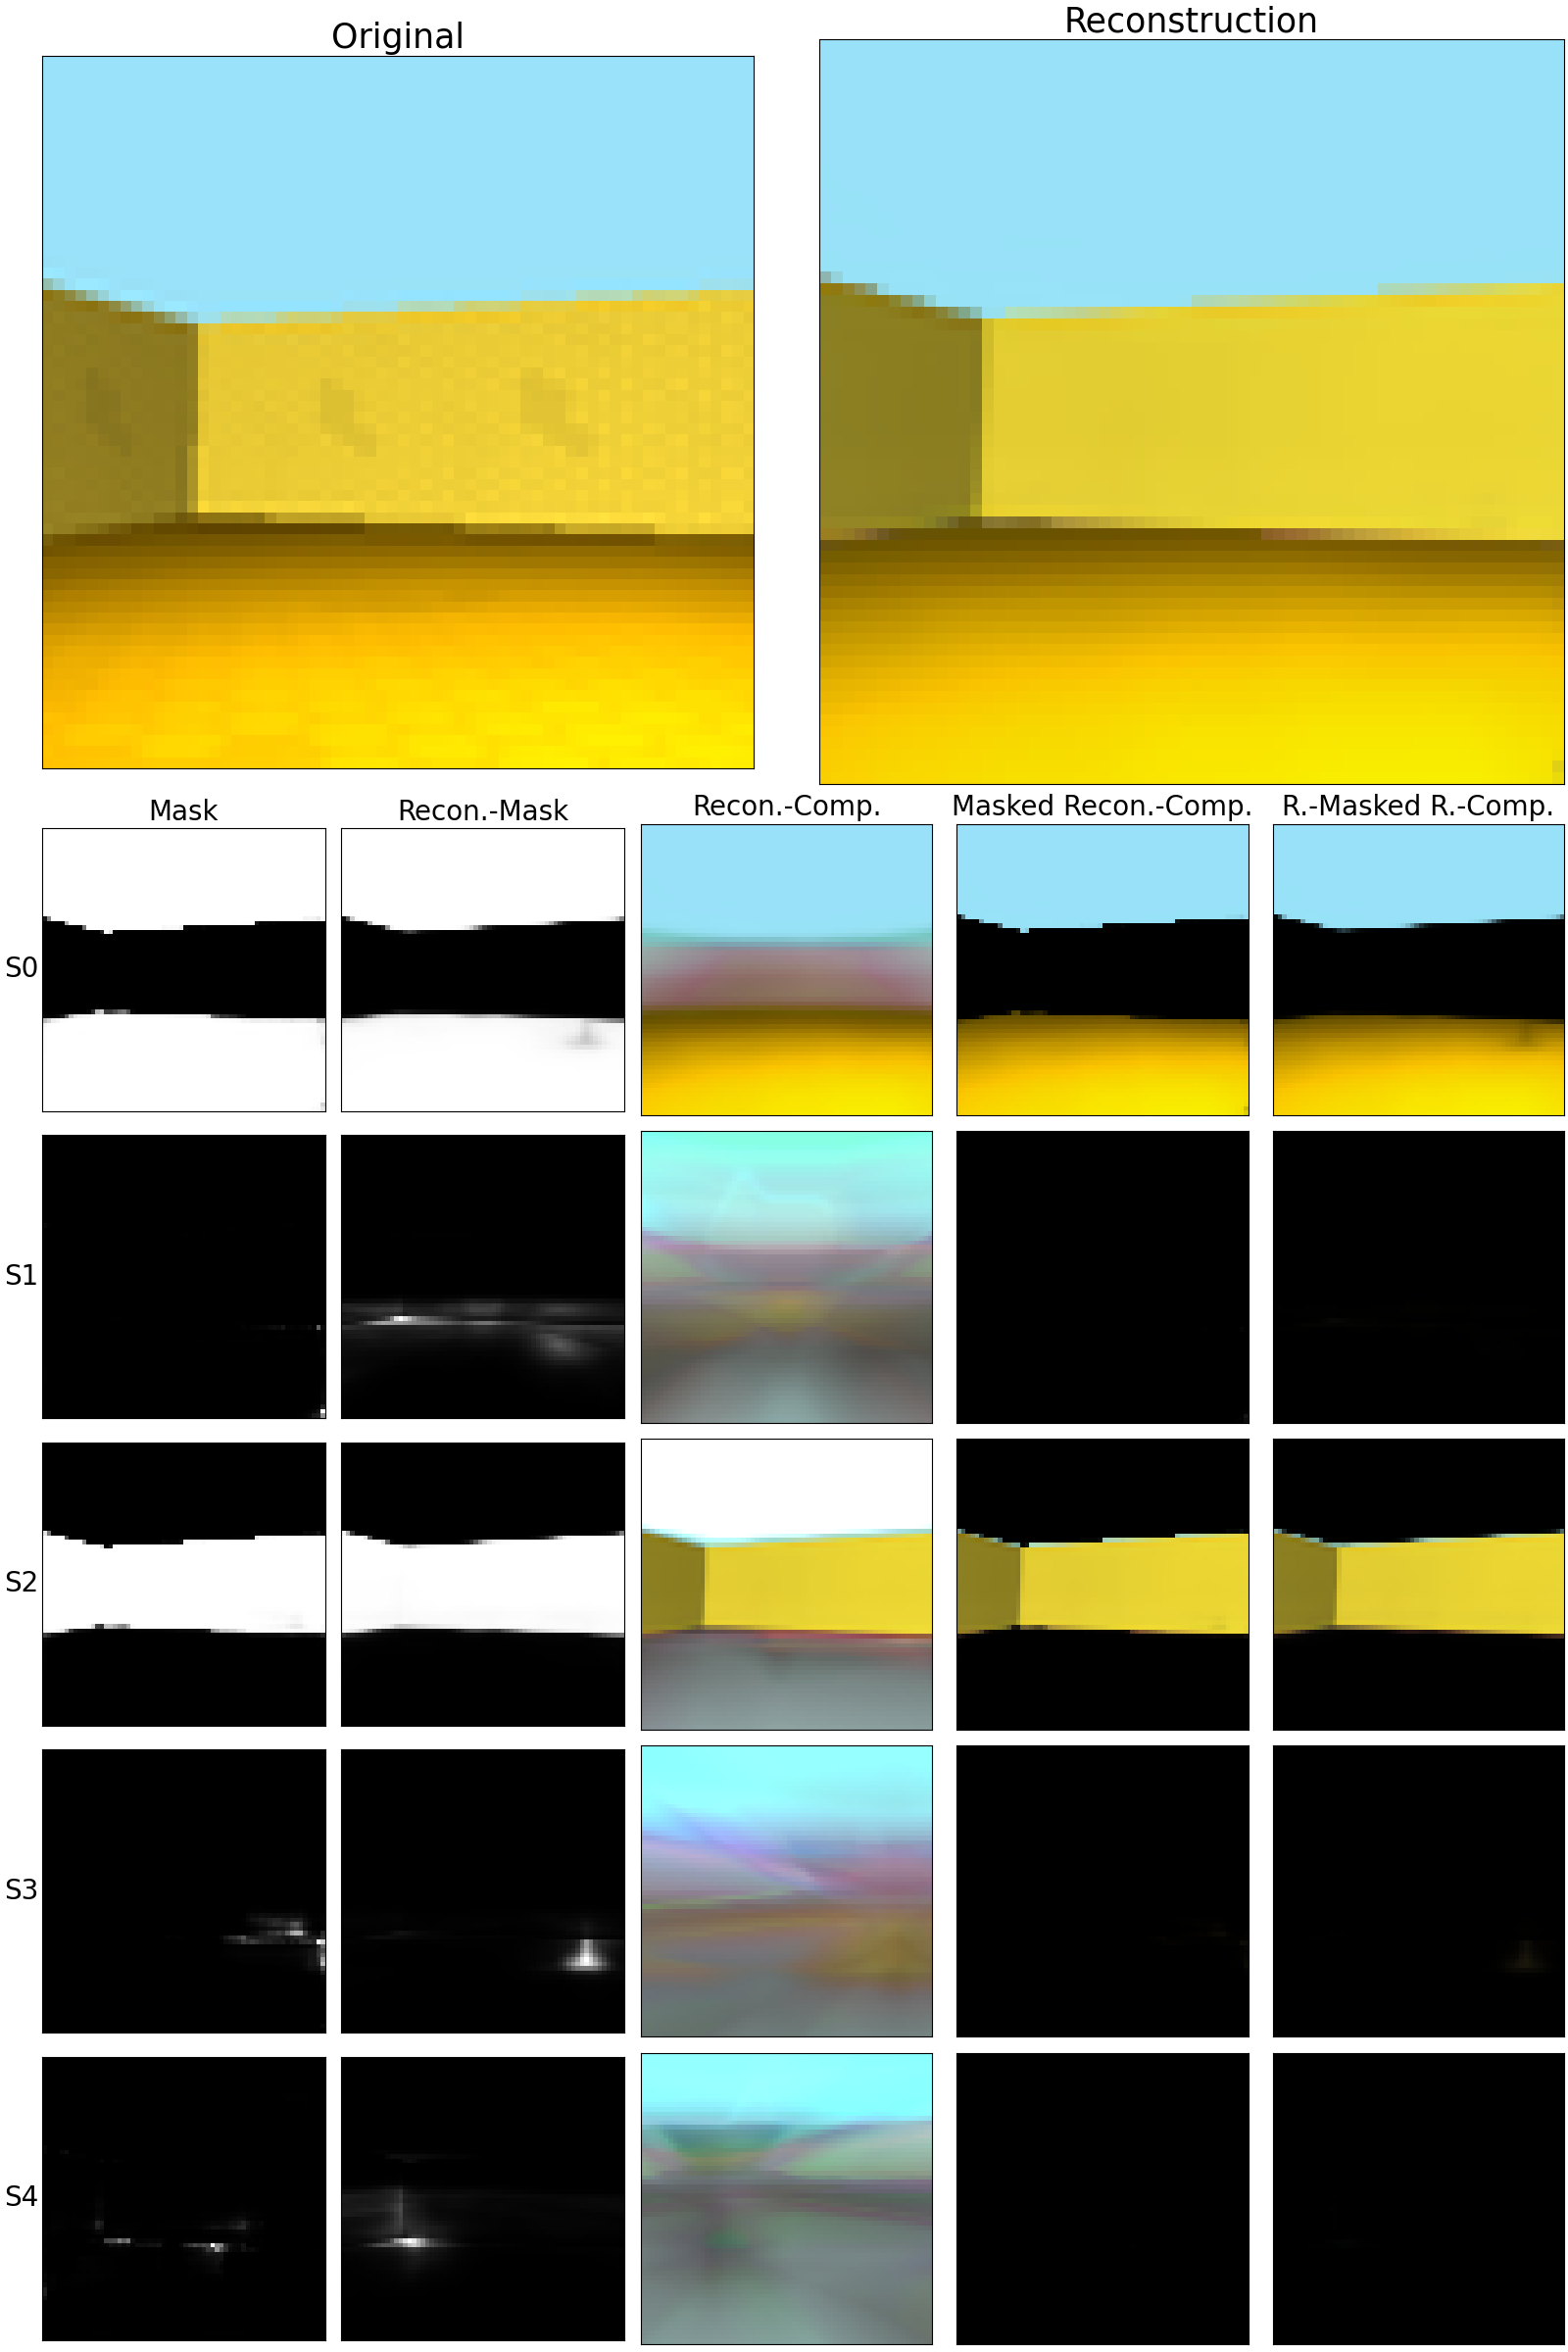 Original
Reconstruction
Mask
Recon.-Mask
Recon.-Comp.
Masked Recon.-Comp.
R.-Masked R.-Comp.
S0
S1
S2
S3
S4